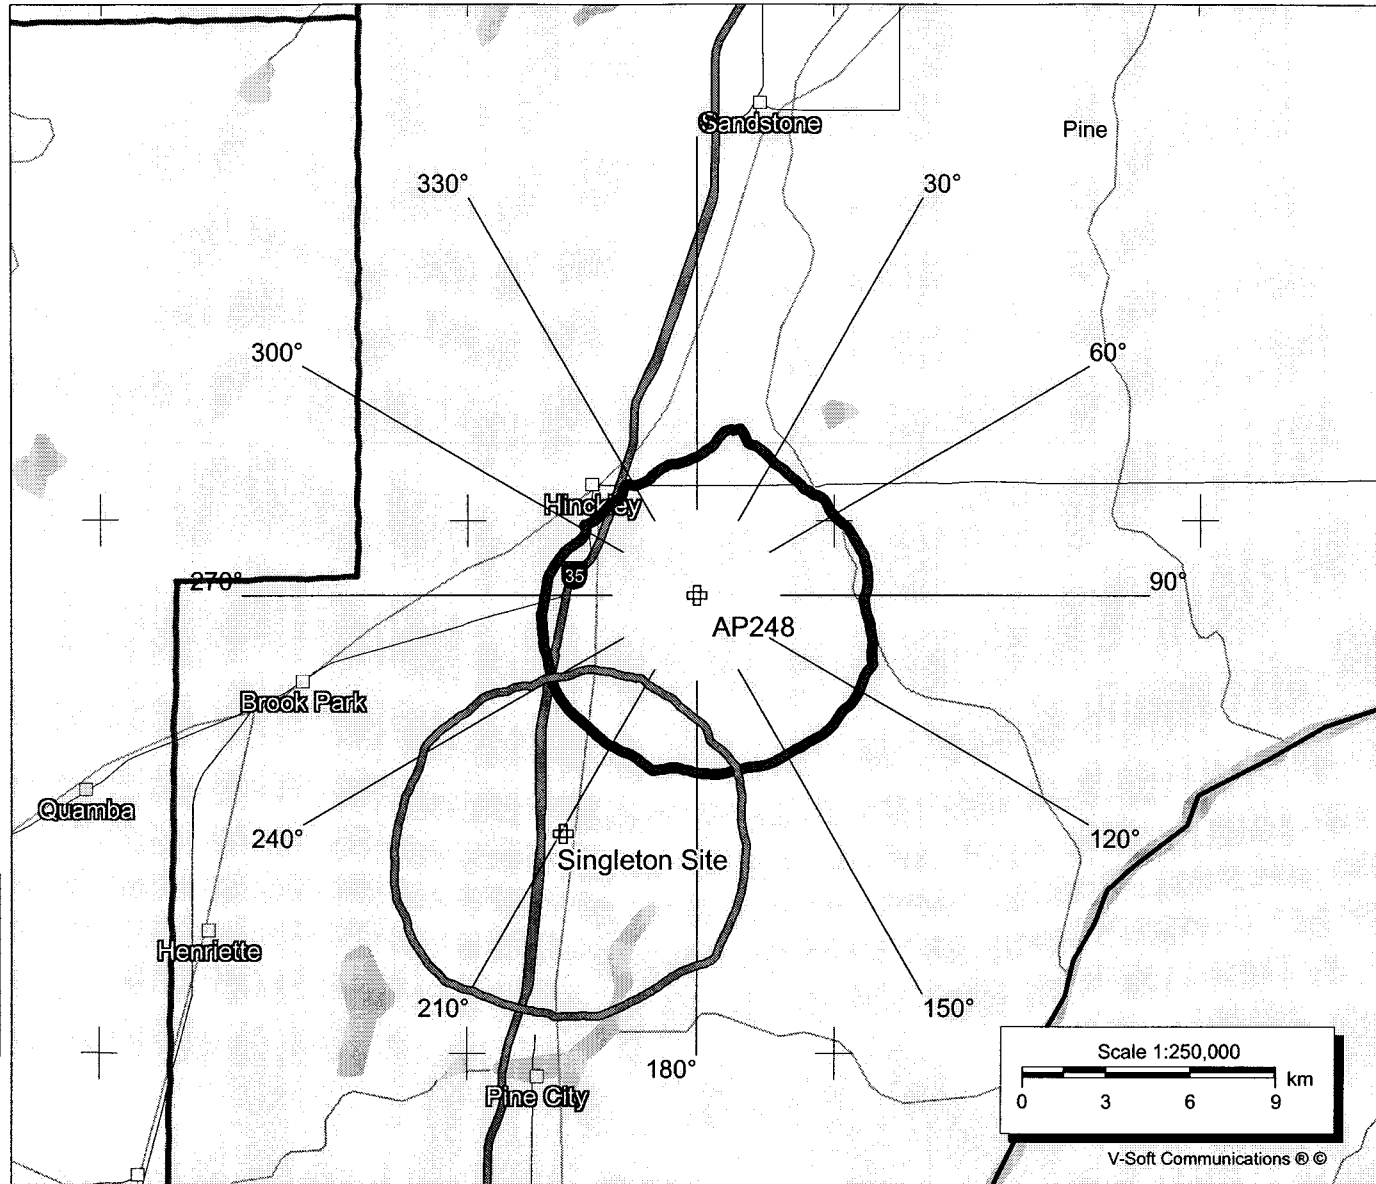 Sandstone
Pine
330°
30°
300°
60°
Hinckley
35
270°
90°
AP248
Brook Park
Quamba
240°
120°
Singleton Site
Henriette
210°
150°
180°
Pine City
Scale 1:250,000
km
0 3 6 9
V-Soft Communications ® ©